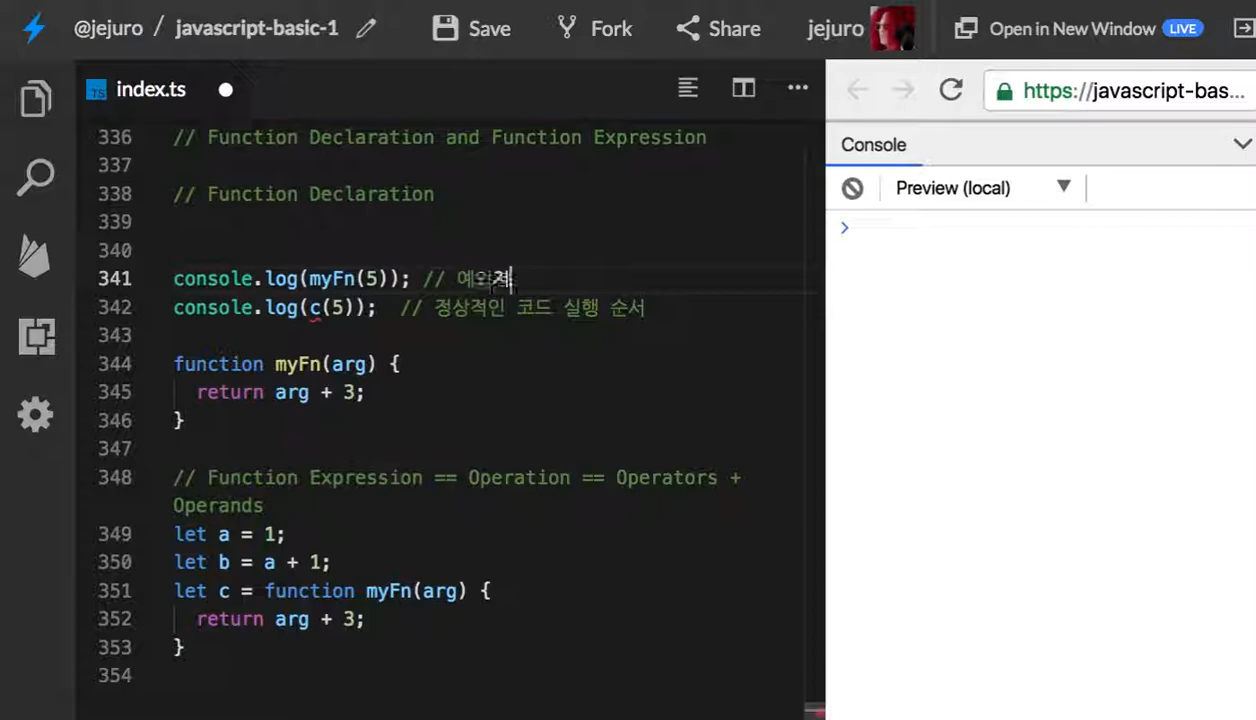 @jejuro / javascript-basic-1
Save
Fork
Share
jejuro
Open in New Window LIVE
TS index.ts
https://javascript-bas...
Console
Preview (local)
336 // Function Declaration and Function Expression
337
338 // Function Declaration
339
340
341 console.log(myFn(5)); //
342 console.log(c(5)); // 정상적인 코드 실행 순서
343
344 function myFn(arg) {
345 return arg + 3;
346 }
347
348 // Function Expression == Operation == Operators +
Operands
349 let a = 1;
350 let b = a + 1;
351 let c = function myFn(arg) {
352 return arg + 3;
353 }
354